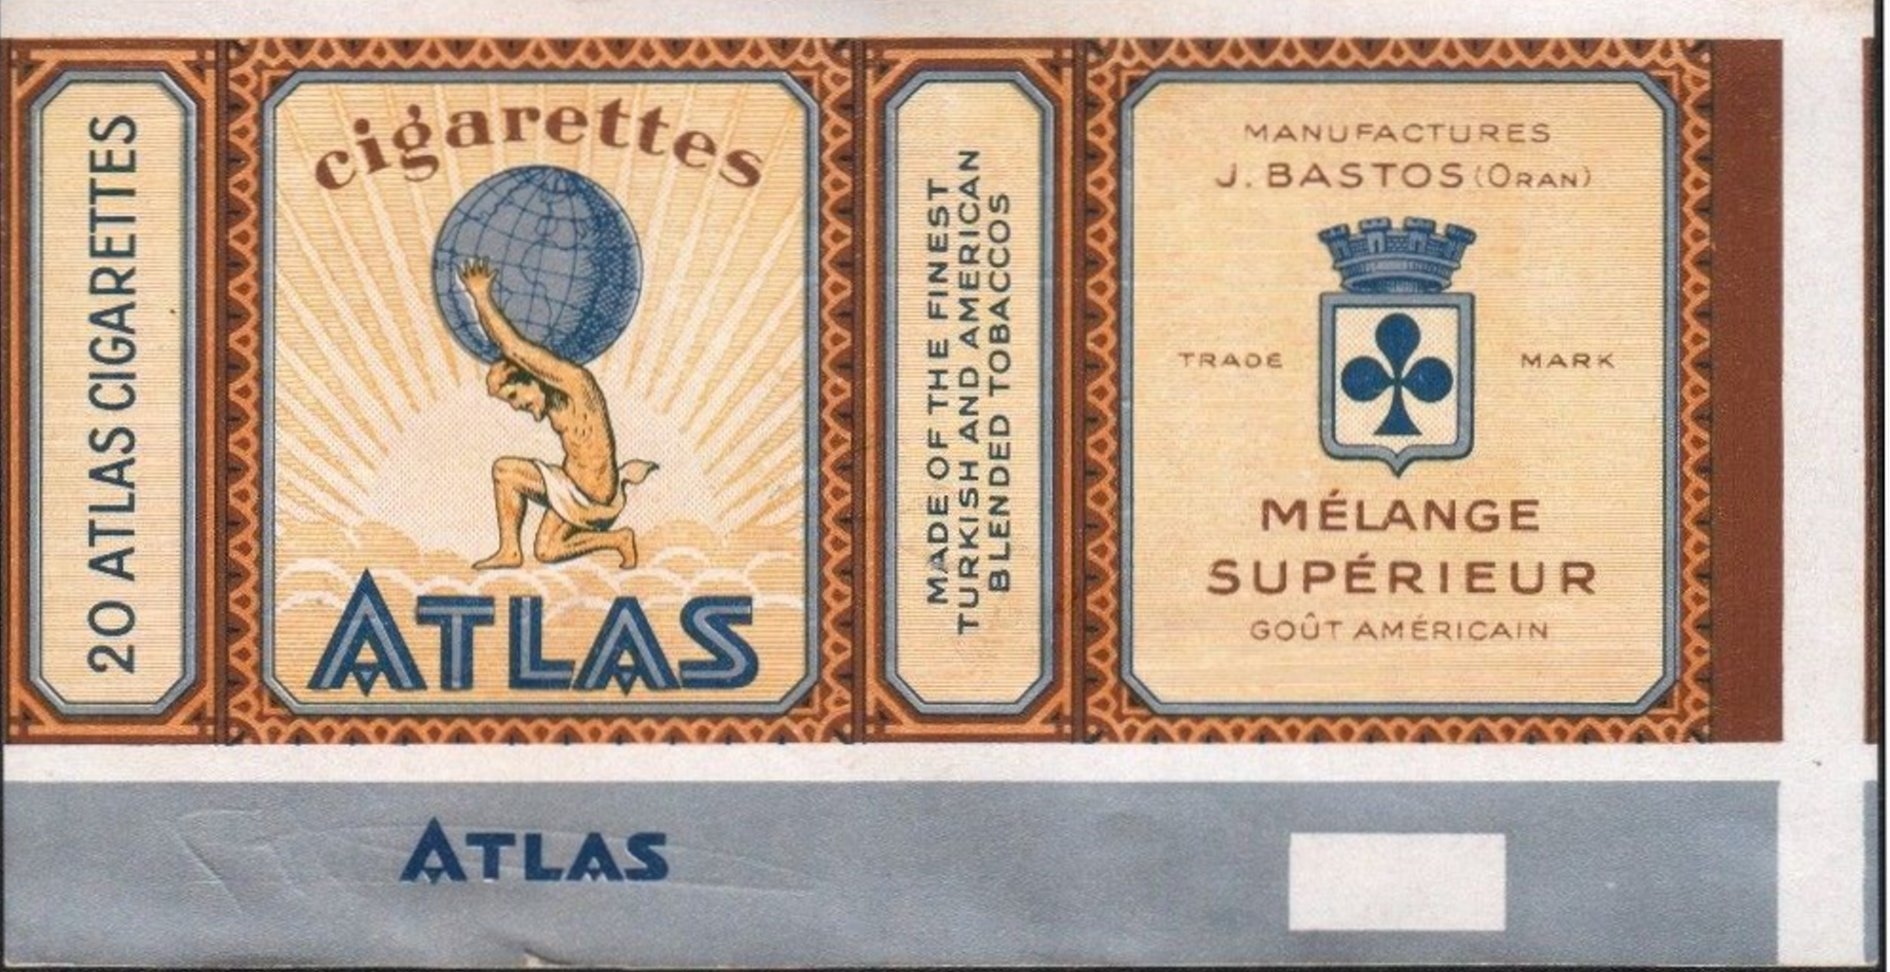 20 ATLAS CIGARETTES
cigarettes
ATLAS
MADE OF THE FINEST
TURKISH AND AMERICAN
BLENDED TOBACCOS
MANUFACTURES
J. BASTOS (ORAN)
TRADE MARK
MÉLANGE
SUPÉRIEUR
GOÛT AMÉRICAIN
ATLAS